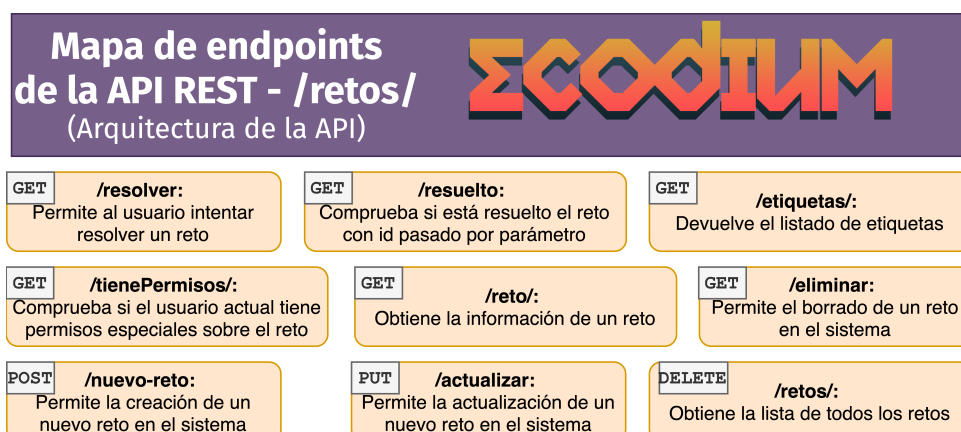 Mapa de endpoints
de la API REST - /retos/
(Arquitectura de la API)
ECODIUM
GET
/resolver:
Permite al usuario intentar
resolver un reto
GET
/resuelto:
Comprueba si está resuelto el reto
con id pasado por parámetro
GET
/etiquetas/:
Devuelve el listado de etiquetas
GET
/tienePermisos/:
Comprueba si el usuario actual tiene
permisos especiales sobre el reto
GET
/reto/:
Obtiene la información de un reto
GET
/eliminar:
Permite el borrado de un reto
en el sistema
POST
/nuevo-reto:
Permite la creación de un
nuevo reto en el sistema
PUT
/actualizar:
Permite la actualización de un
nuevo reto en el sistema
DELETE
/retos/:
Obtiene la lista de todos los retos